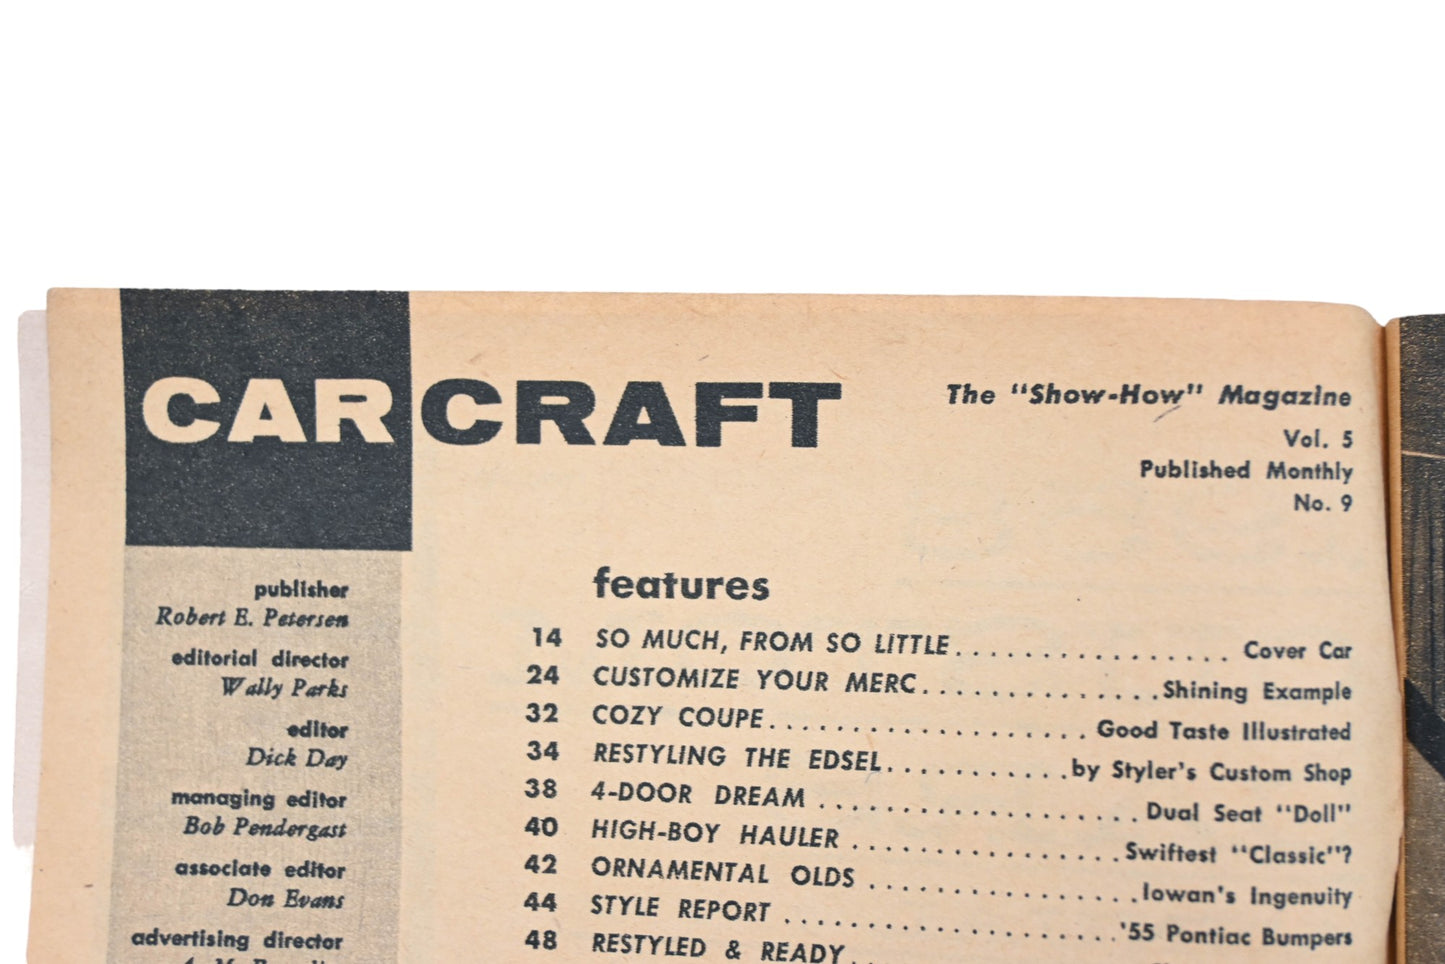 CAR CRAFT
The "Show-How" Magazine
Vol. 5
Published Monthly
No. 9
publisher
Robert E. Petersen
editorial director
Wally Parks
editor
Dick Day
managing editor
Bob Pendergast
associate editor
Don Evans
advertising director
features
14 SO MUCH, FROM SO LITTLE................. Cover Car
24 CUSTOMIZE YOUR MERC...............Shining Example
32 COZY COUPE.................... Good Taste Illustrated
34 RESTYLING THE EDSEL............by Styler's Custom Shop
38 4-DOOR DREAM ..................... Dual Seat "Doll"
40 HIGH-BOY HAULER ..................Swiftest "Classic"?
42 ORNAMENTAL OLDS ..................Iowan's Ingenuity
44 STYLE REPORT ......................'55 Pontiac Bumpers
48 RESTYLED & READY